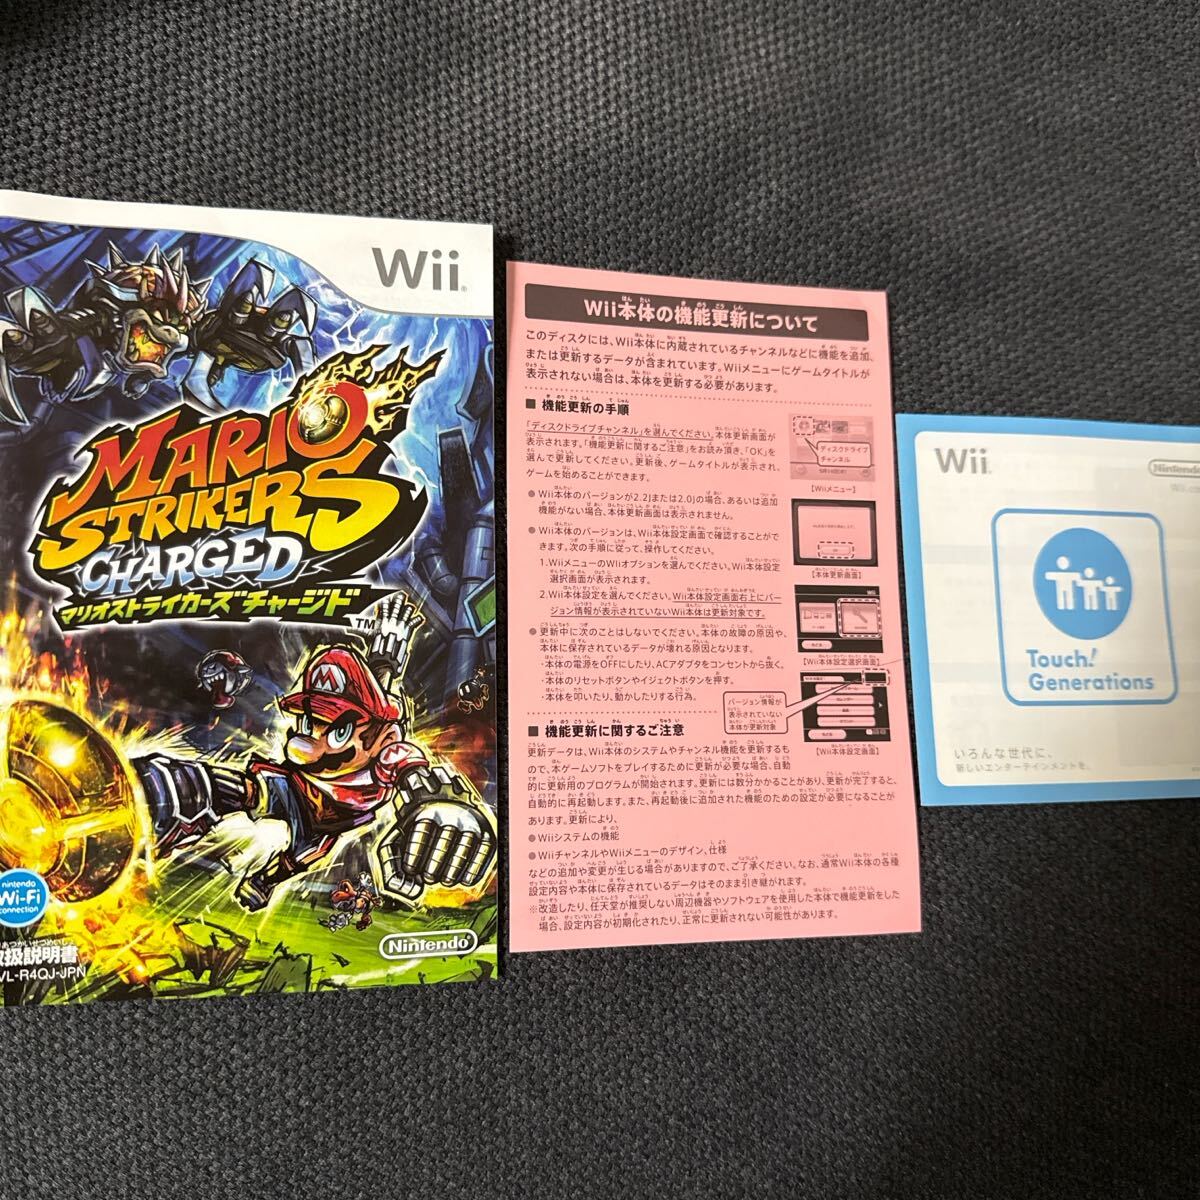 Wii
MARIO
STRIKERS
CHARGED
マリオストライカーズ チャージド
TM
nintendo
Wi-Fi
connection
取扱説明書
VL-R4QJ-JPN
Nintendo
Wii本体の機能更新について
このディスクには、Wii本体に内蔵されているチャンネルなどに機能を追加、
または更新するデータが含まれています。Wiiメニューにゲームタイトルが
表示されない場合は、本体を更新する必要があります。
■ 機能更新の手順
「ディスクドライブチャンネル」を選んでください。本体更新画面が
表示されます。「機能更新に関するご注意」をお読み頂き、「OK」を
選んで更新してください。更新後、ゲームタイトルが表示され、
ゲームを始めることができます。
● Wii本体のバージョンが2.2Jまたは2.0Jの場合、あるいは追加
機能がない場合、本体更新画面は表示されません。
● Wii本体のバージョンは、Wii本体設定画面で確認することがで
きます。次の手順に従って、操作してください。
1.WiiメニューのWiiオプションを選んでください。Wii本体設定
選択画面が表示されます。
2.Wii本体設定を選んでください。Wii本体設定画面右上にバー
ジョン情報が表示されていないWii本体は更新対象です。
● 更新中に次のことはしないでください。本体の故障の原因や、
本体に保存されているデータが壊れる原因となります。
・本体の電源をOFFにしたり、ACアダプタをコンセントから抜く。
・本体のリセットボタンやイジェクトボタンを押す。
・本体を叩いたり、動かしたりする行為。
ディスクドライブ
チャンネル
【Wiiメニュー】
【本体更新画面】
【Wii本体設定選択画面】
バージョン情報が
表示されていない
本体が更新対象
【Wii本体設定画面】
■ 機能更新に関するご注意
更新データは、Wii本体のシステムやチャンネル機能を更新するも
ので、本ゲームソフトをプレイするために更新が必要な場合、自動
的に更新用のプログラムが開始されます。更新には数分かかることがあり、更新が完了すると、
自動的に再起動します。また、再起動後に追加された機能のための設定が必要になることが
あります。更新により、
● Wiiシステムの機能
● WiiチャンネルやWiiメニューのデザイン、仕様
などの追加や変更が生じる場合がありますので、ご了承ください。なお、通常Wii本体の各種
設定内容や本体に保存されているデータはそのまま引き継がれます。
※改造したり、任天堂が推奨しない周辺機器やソフトウェアを使用した本体で機能更新をした
場合、設定内容が初期化されたり、正常に更新されない可能性があります。
Wii
Nintendo
Touch!
Generations
いろんな世代に、
新しいエンターテインメントを。